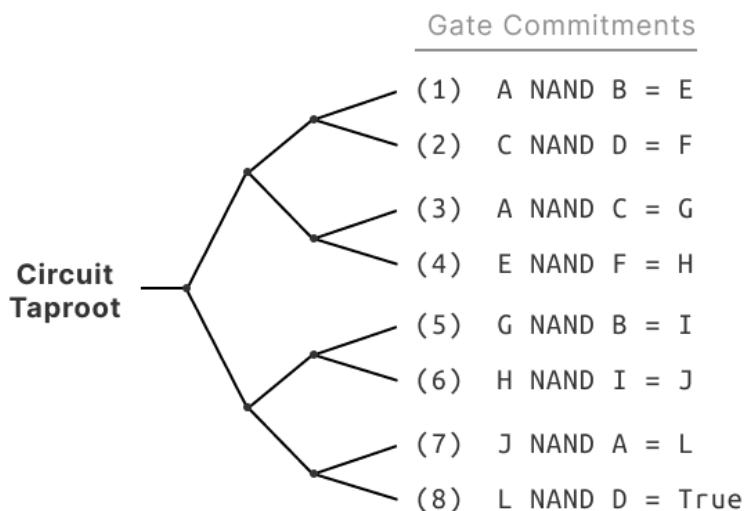 Gate Commitments
(1) A NAND B = E
(2) C NAND D = F
(3) A NAND C = G
(4) E NAND F = H
Circuit
Taproot
(5) G NAND B = I
(6) H NAND I = J
(7) J NAND A = L
(8) L NAND D = True